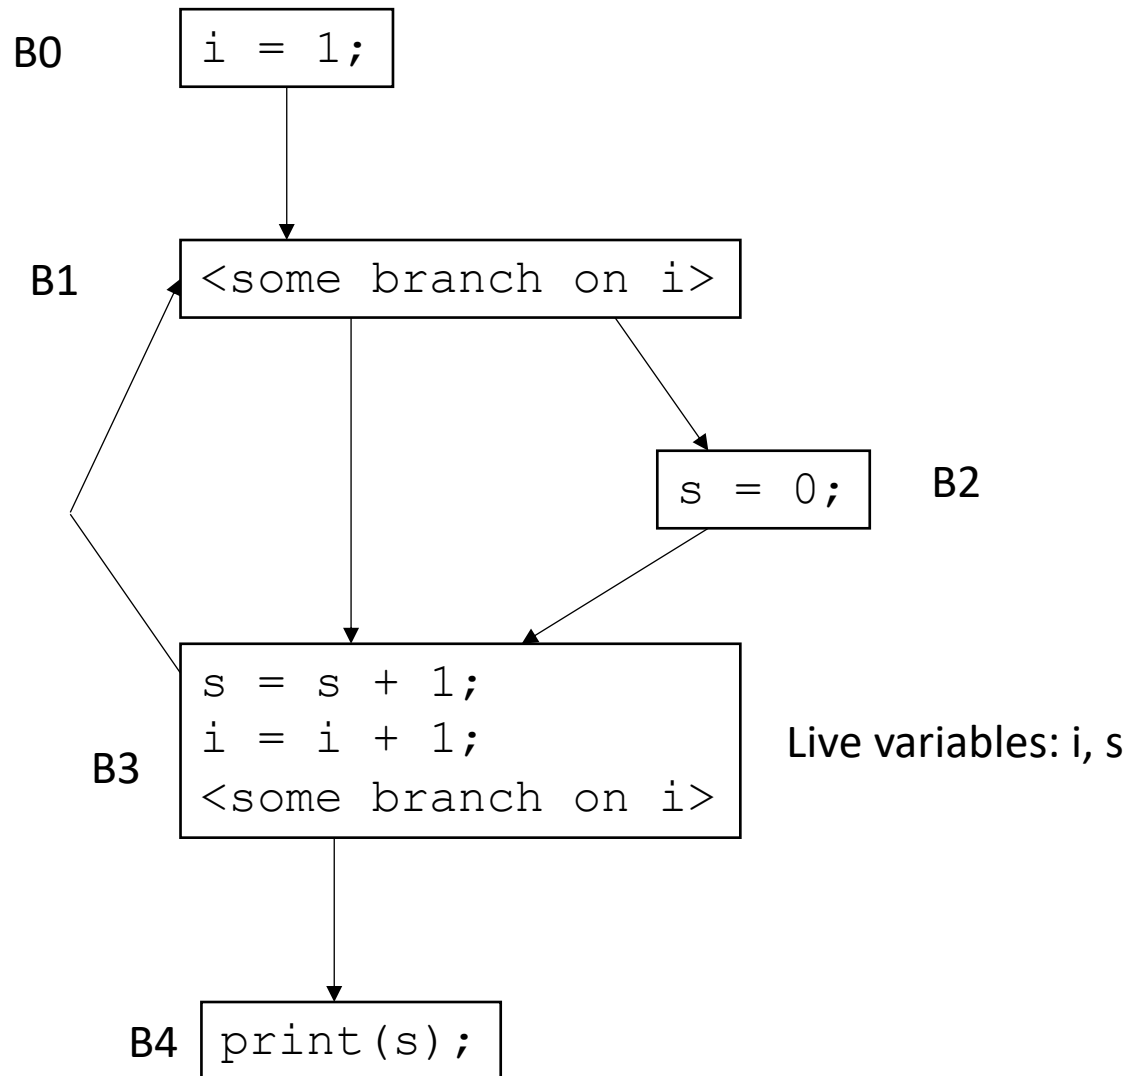 B0
i = 1;
B1
<some branch on i>
s = 0;
B2
s = s + 1;
i = i + 1;
<some branch on i>
B3
Live variables: i, s
B4
print(s);